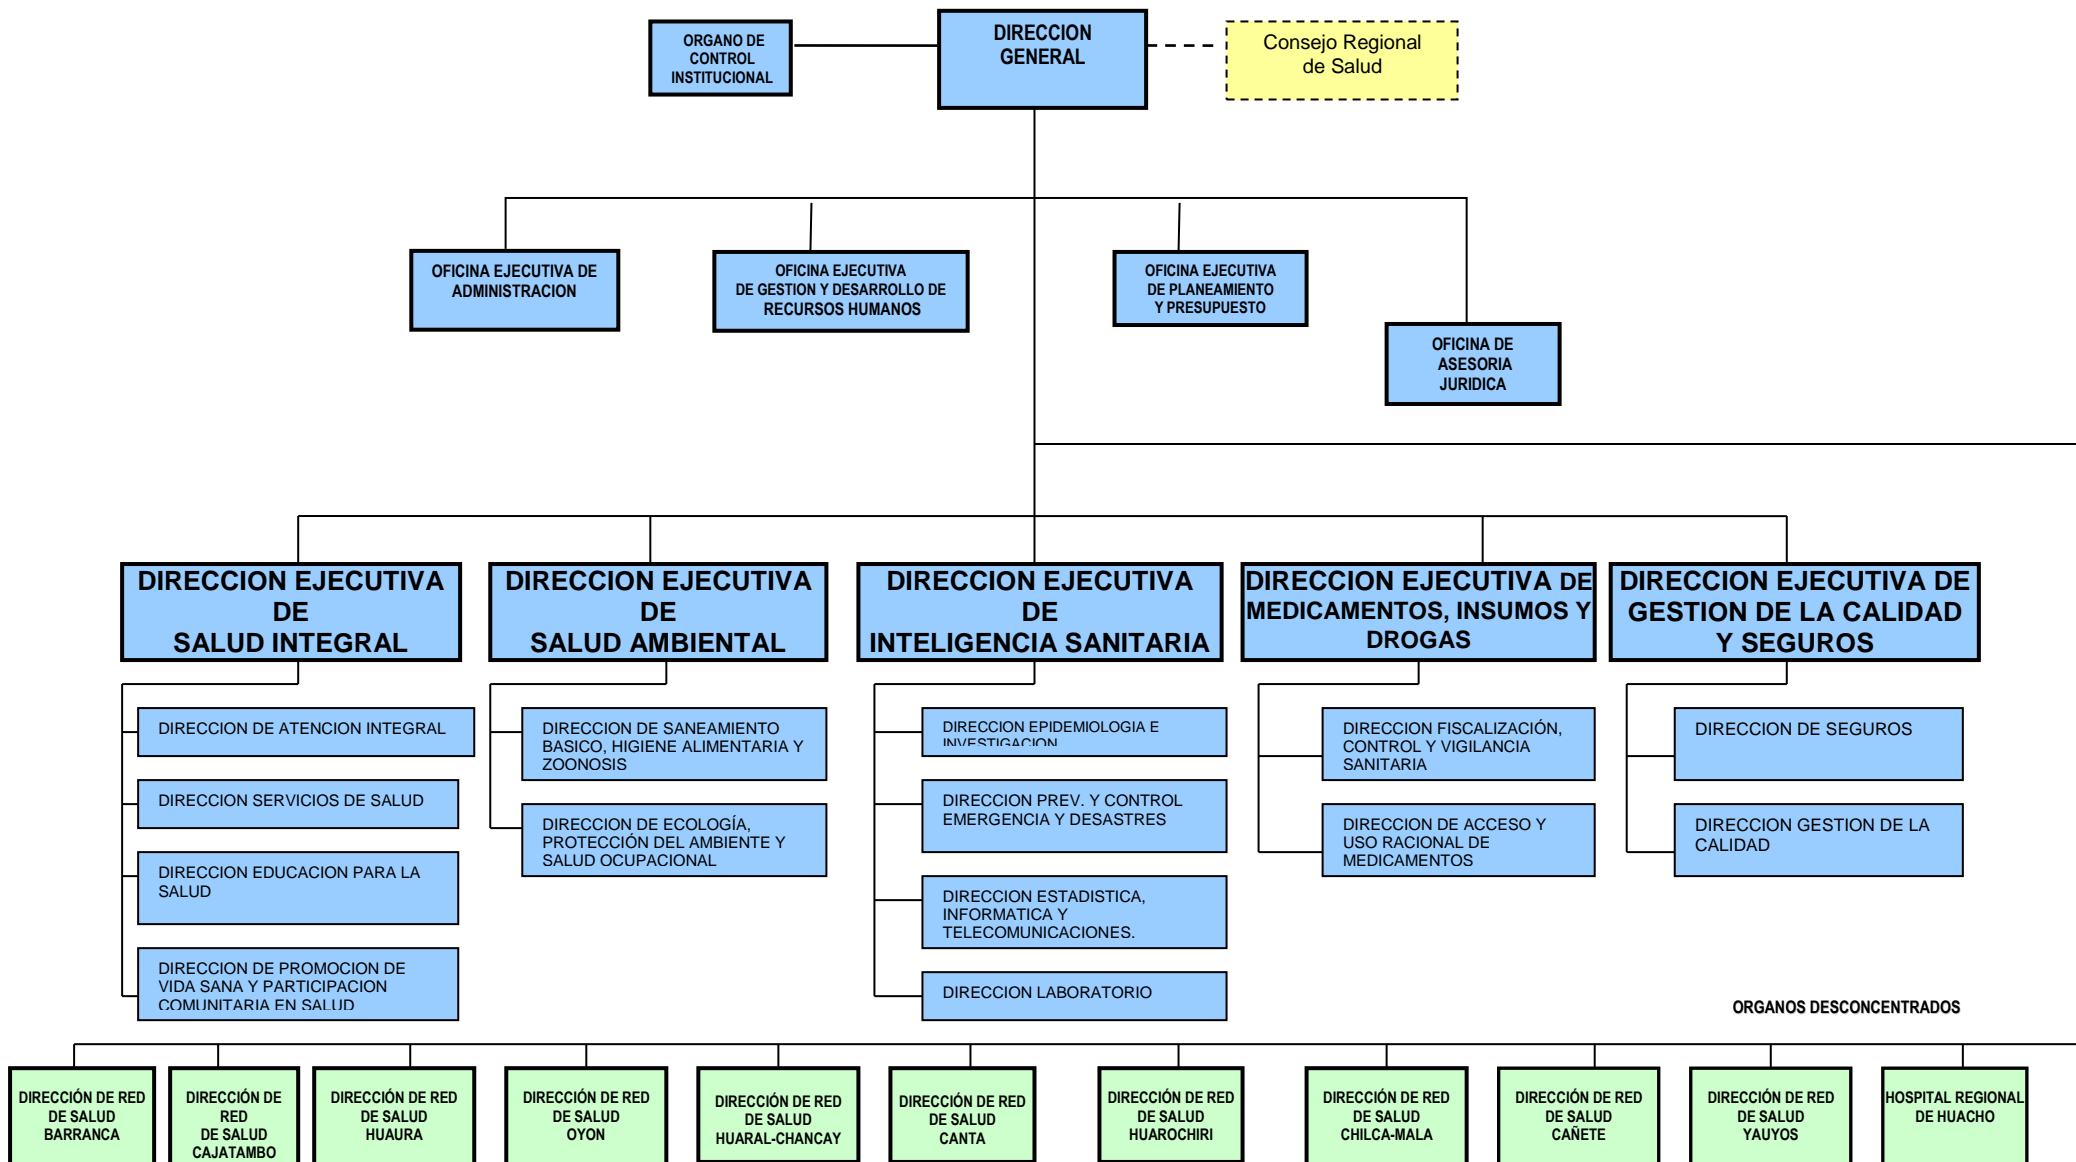 ORGANO DE
CONTROL
INSTITUCIONAL
DIRECCION
GENERAL
Consejo Regional
de Salud
OFICINA EJECUTIVA DE
ADMINISTRACION
OFICINA EJECUTIVA
DE GESTION Y DESARROLLO DE
RECURSOS HUMANOS
OFICINA EJECUTIVA
DE PLANEAMIENTO
Y PRESUPUESTO
OFICINA DE
ASESORIA
JURIDICA
DIRECCION EJECUTIVA
DE
SALUD INTEGRAL
DIRECCION EJECUTIVA
DE
SALUD AMBIENTAL
DIRECCION EJECUTIVA
DE
INTELIGENCIA SANITARIA
DIRECCION EJECUTIVA DE
MEDICAMENTOS, INSUMOS Y
DROGAS
DIRECCION EJECUTIVA DE
GESTION DE LA CALIDAD
Y SEGUROS
DIRECCION DE ATENCION INTEGRAL
DIRECCION SERVICIOS DE SALUD
DIRECCION EDUCACION PARA LA
SALUD
DIRECCION DE PROMOCION DE
VIDA SANA Y PARTICIPACION
COMUNITARIA EN SALUD
DIRECCION DE SANEAMIENTO
BASICO, HIGIENE ALIMENTARIA Y
ZOONOSIS
DIRECCION DE ECOLOGÍA,
PROTECCIÓN DEL AMBIENTE Y
SALUD OCUPACIONAL
DIRECCION EPIDEMIOLOGIA E
INVESTIGACION
DIRECCION PREV. Y CONTROL
EMERGENCIA Y DESASTRES
DIRECCION ESTADISTICA,
INFORMATICA Y
TELECOMUNICACIONES.
DIRECCION LABORATORIO
DIRECCION FISCALIZACIÓN,
CONTROL Y VIGILANCIA
SANITARIA
DIRECCION DE ACCESO Y
USO RACIONAL DE
MEDICAMENTOS
DIRECCION DE SEGUROS
DIRECCION GESTION DE LA
CALIDAD
ORGANOS DESCONCENTRADOS
DIRECCIÓN DE RED
DE SALUD
BARRANCA
DIRECCIÓN DE
RED
DE SALUD
CAJATAMBO
DIRECCIÓN DE RED
DE SALUD
HUAURA
DIRECCIÓN DE RED
DE SALUD
OYON
DIRECCIÓN DE RED
DE SALUD
HUARAL-CHANCAY
DIRECCIÓN DE RED
DE SALUD
CANTA
DIRECCIÓN DE RED
DE SALUD
HUAROCHIRI
DIRECCIÓN DE RED
DE SALUD
CHILCA-MALA
DIRECCIÓN DE RED
DE SALUD
CAÑETE
DIRECCIÓN DE RED
DE SALUD
YAUYOS
HOSPITAL REGIONAL
DE HUACHO